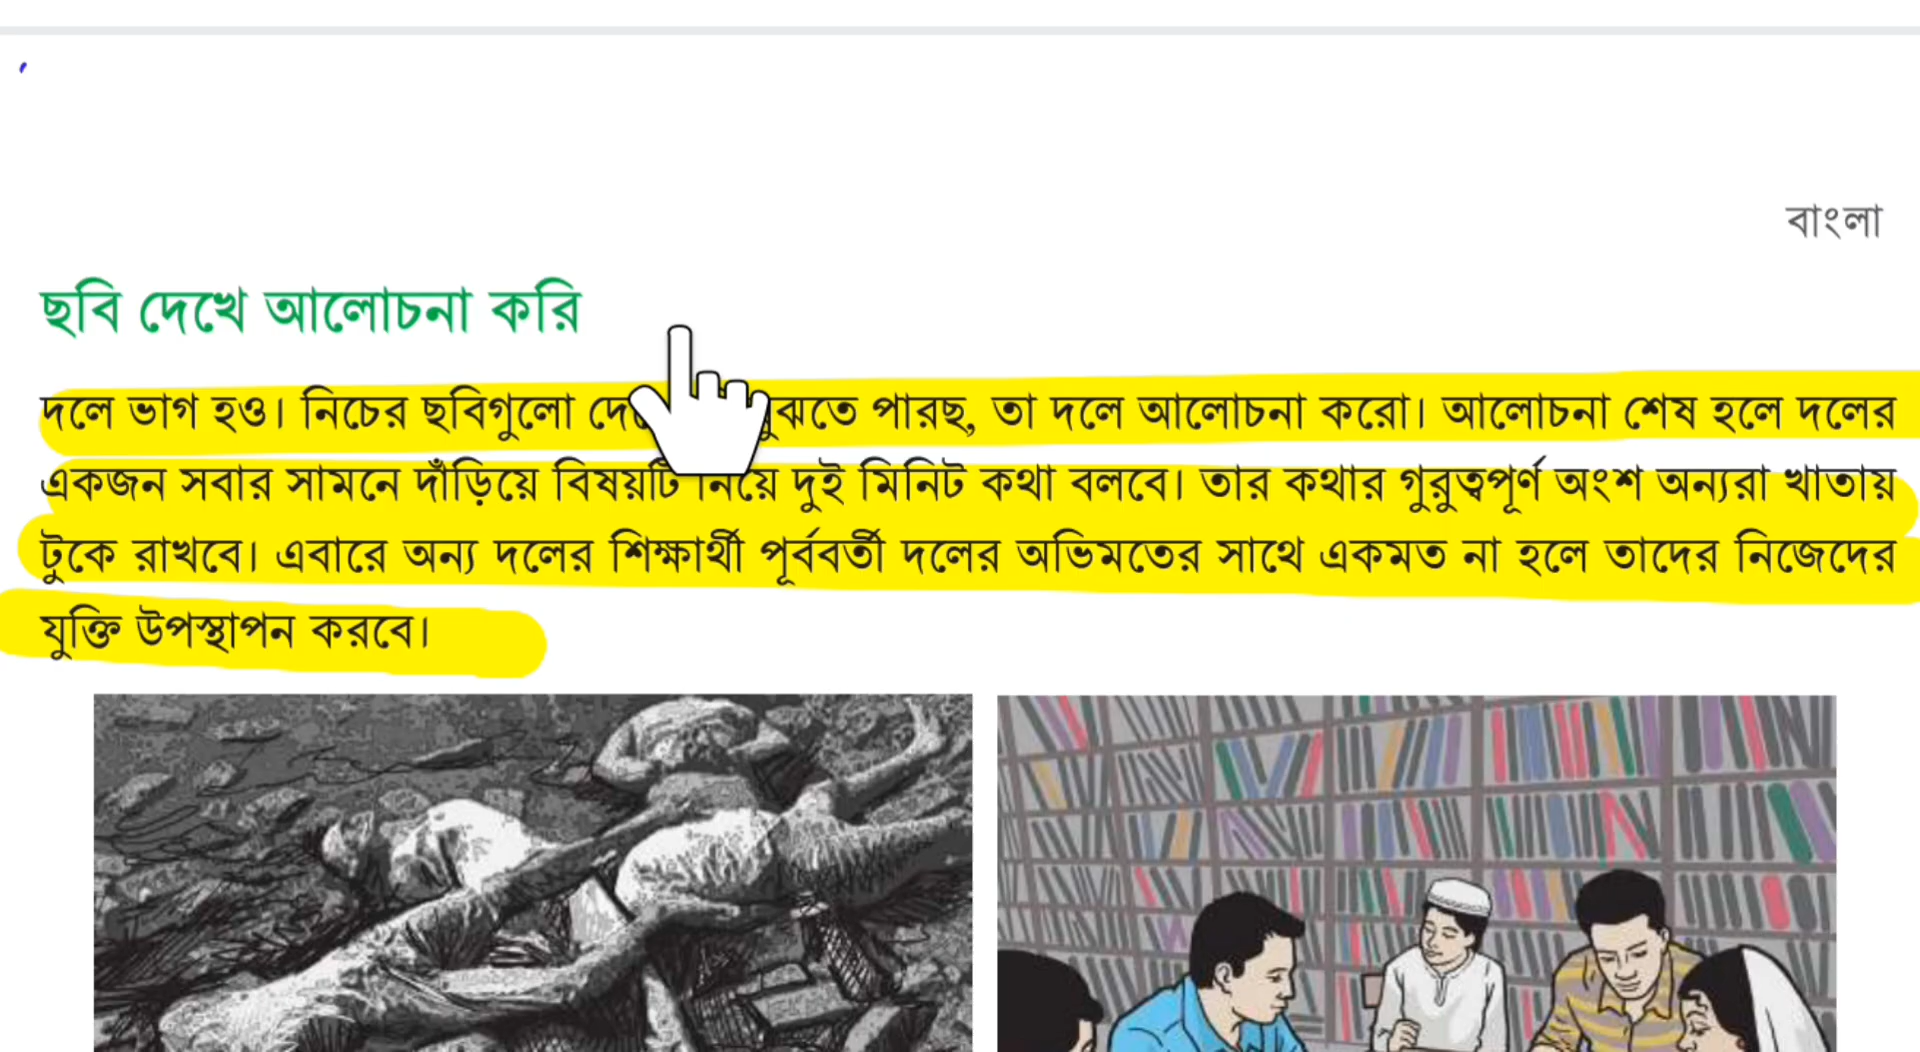 বাংলা
ছবি দেখে আলোচনা করি
দলে ভাগ হও। নিচের ছবিগুলো পারছ, তা দলে আলোচনা করো। আলোচনা শেষ হলে দলের
একজন সবার সামনে দাঁড়িয়ে বিষয়টি নিয়ে দুই মিনিট কথা বলবে। তার কথার গুরুত্বপূর্ণ অংশ অন্যরা খাতায়
টুকে রাখবে। এবারে অন্য দলের শিক্ষার্থী পূর্ববর্তী দলের অভিমতের সাথে একমত না হলে তাদের নিজেদের
যুক্তি উপস্থাপন করবে।